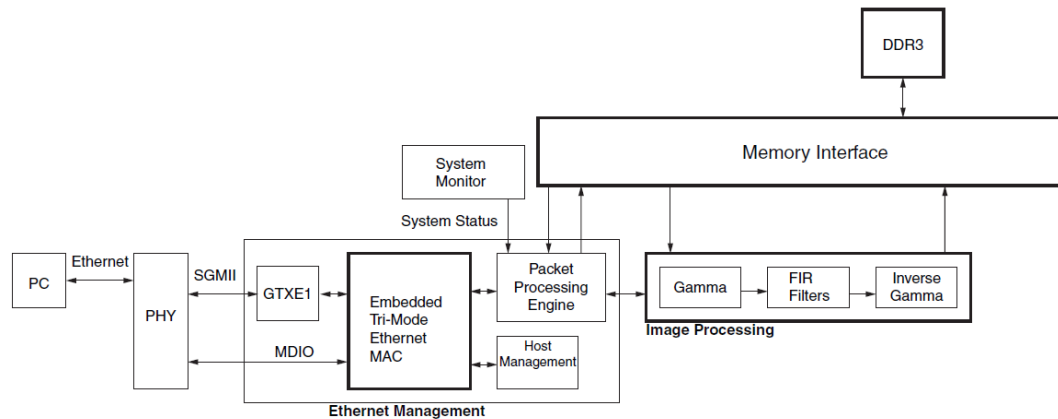 DDR3
Memory Interface
System
Monitor
System Status
Ethernet
PC
PHY
SGMII
MDIO
GTXE1
Embedded
Tri-Mode
Ethernet
MAC
Packet
Processing
Engine
Host
Management
Ethernet Management
Gamma
FIR
Filters
Inverse
Gamma
Image Processing